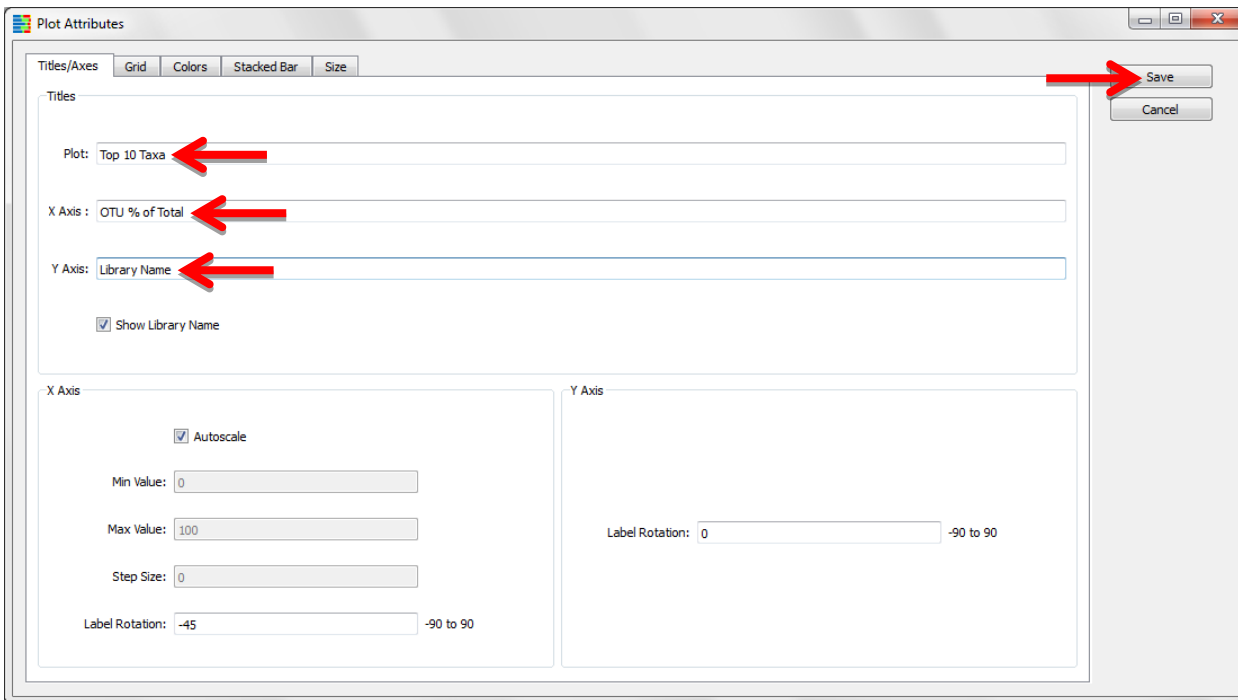 Plot Attributes
Titles/Axes Grid Colors Stacked Bar Size
Save
Cancel
Titles
Plot: Top 10 Taxa
X Axis : OTU % of Total
Y Axis: Library Name
Show Library Name
X Axis
Autoscale
Min Value: 0
Max Value: 100
Step Size: 0
Label Rotation: -45 -90 to 90
Y Axis
Label Rotation: 0 -90 to 90